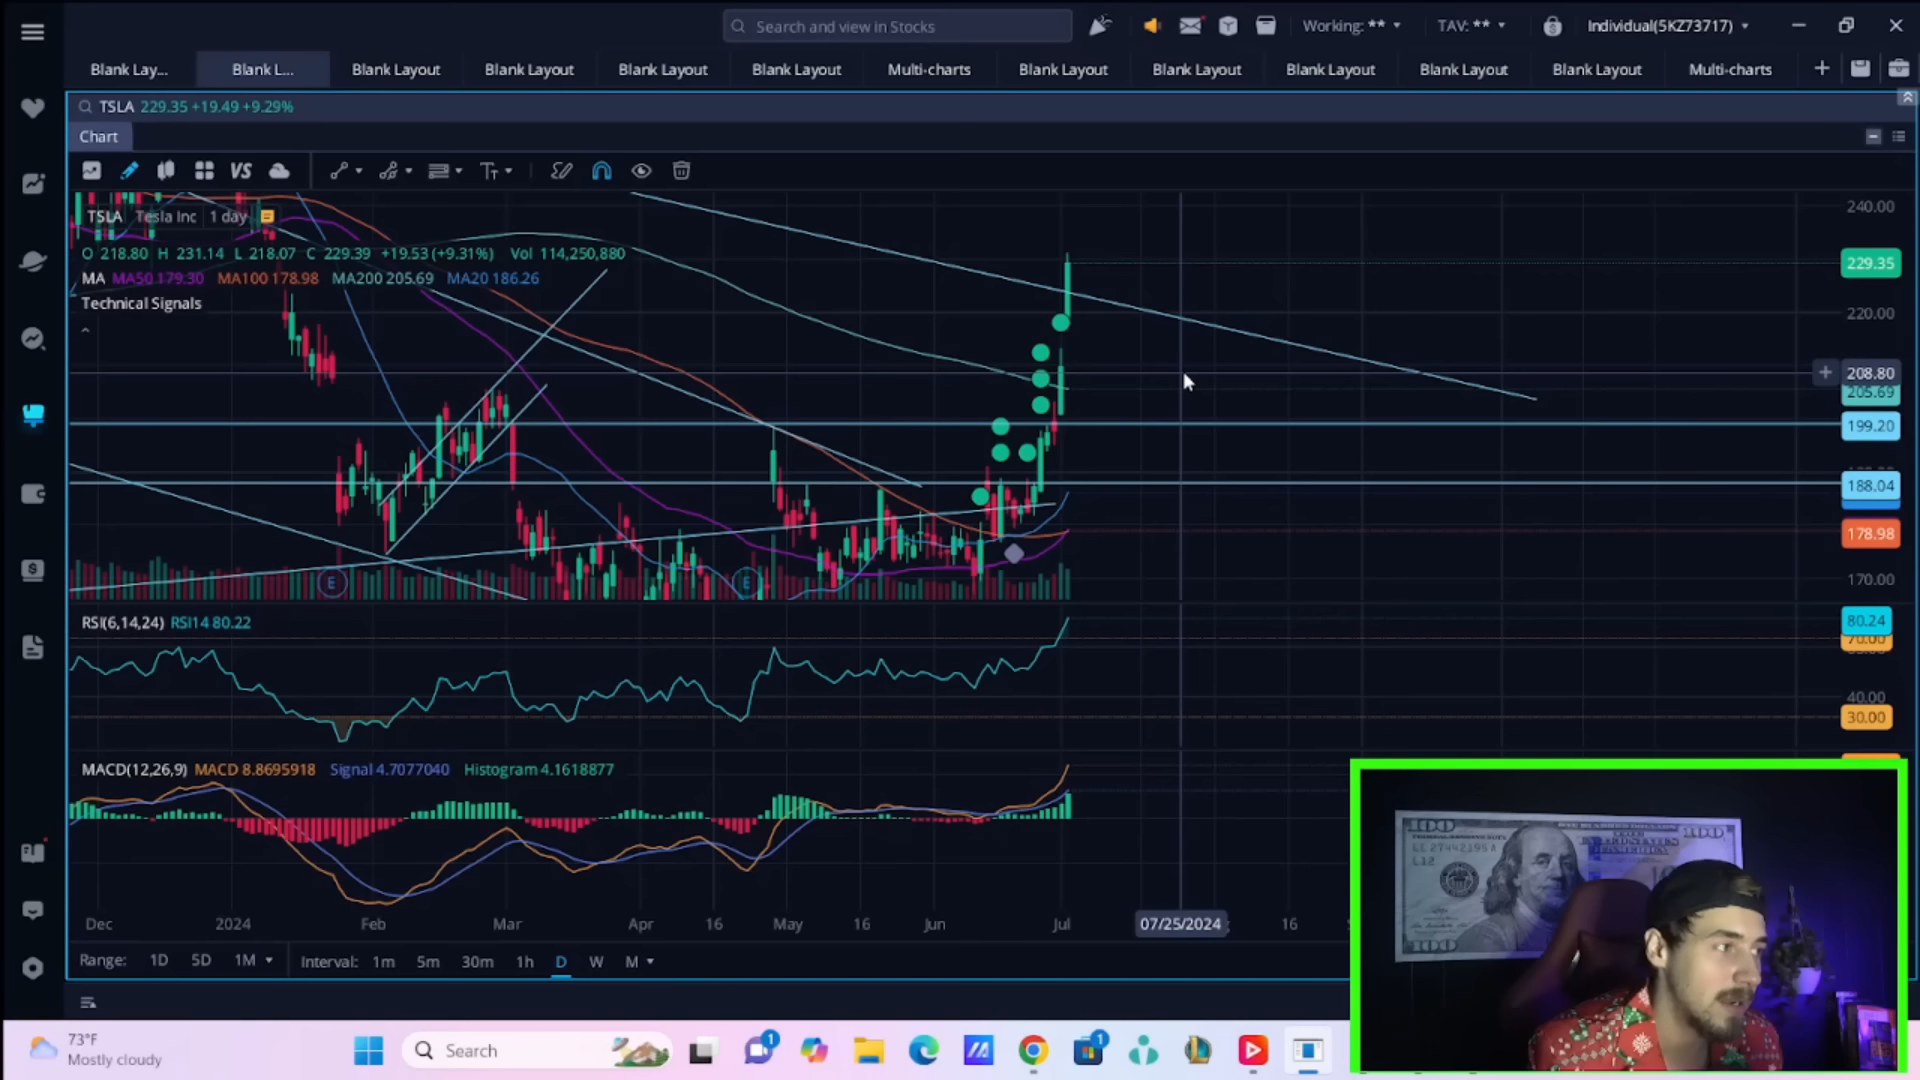 Search and view in Stocks
Working: **
TAV: **
Individual(5KZ73717)
Blank Lay...
Blank L...
Blank Layout
Blank Layout
Blank Layout
Blank Layout
Multi-charts
Blank Layout
Blank Layout
Blank Layout
Blank Layout
Blank Layout
Multi-charts
TSLA 229.35 +19.49 +9.29%
Chart
VS
TSLA Tesla Inc 1 day
O 218.80 H 231.14 L 218.07 C 229.39 +19.53 (+9.31%) Vol 114,250,880
MA MA50 179.30 MA100 178.98 MA200 205.69 MA20 186.26
Technical Signals
240.00
229.35
220.00
208.80
205.69
199.20
188.04
178.98
170.00
E
E
RSI(6,14,24) RSI14 80.22
80.24
70.00
40.00
30.00
MACD(12,26,9) MACD 8.8695918 Signal 4.7077040 Histogram 4.1618877
Dec 2024 Feb Mar Apr 16 May 16 Jun Jul 07/25/2024 16
Range: 1D 5D 1M Interval: 1m 5m 30m 1h D W M
100
100
100
73°F
Mostly cloudy
Search
1
1